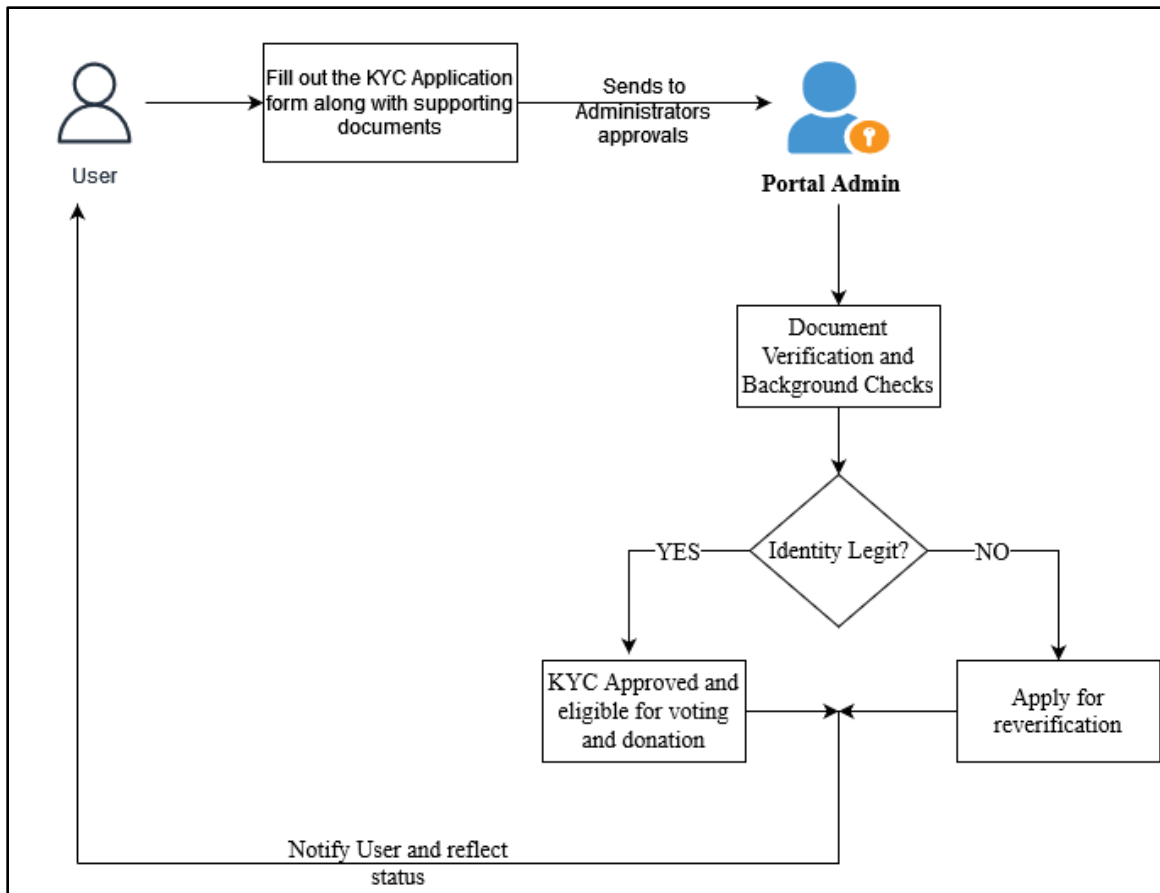 Fill out the KYC Application
form along with supporting
documents
Sends to
Administrators
approvals
User
Portal Admin
Document
Verification and
Background Checks
Identity Legit?
YES
NO
KYC Approved and
eligible for voting
and donation
Apply for
reverification
Notify User and reflect
status